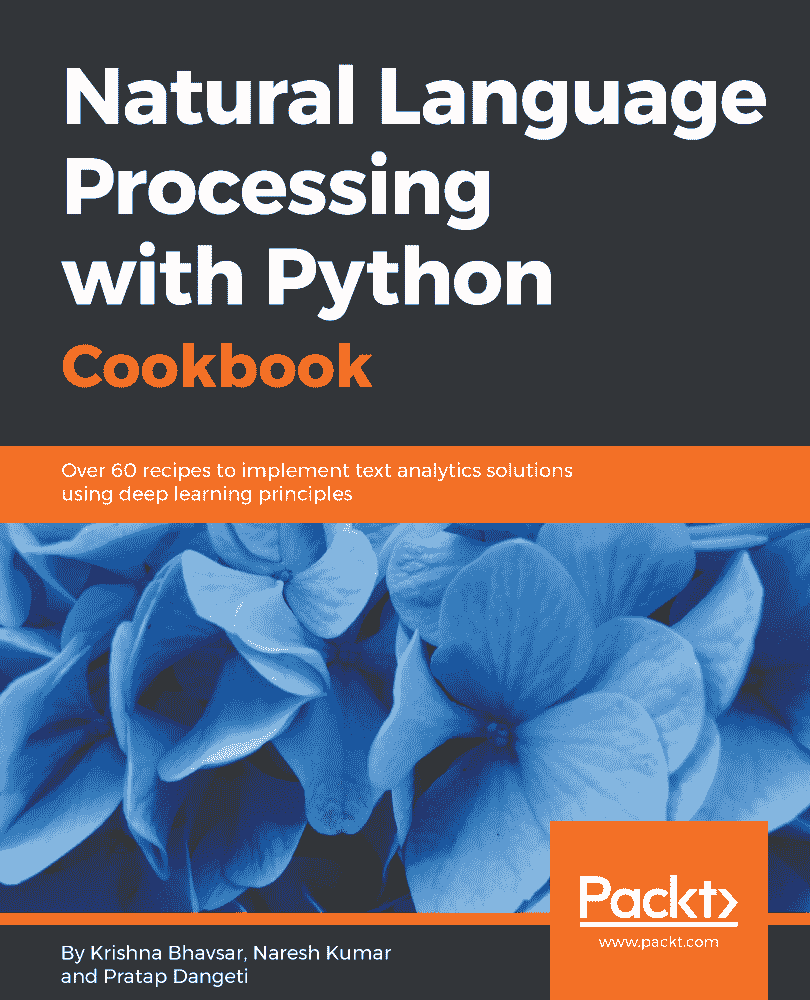 Natural Language
Processing
with Python
Cookbook
Over 60 recipes to implement text analytics solutions
using deep learning principles
Packt>
www.packt.com
By Krishna Bhavsar, Naresh Kumar
and Pratap Dangeti